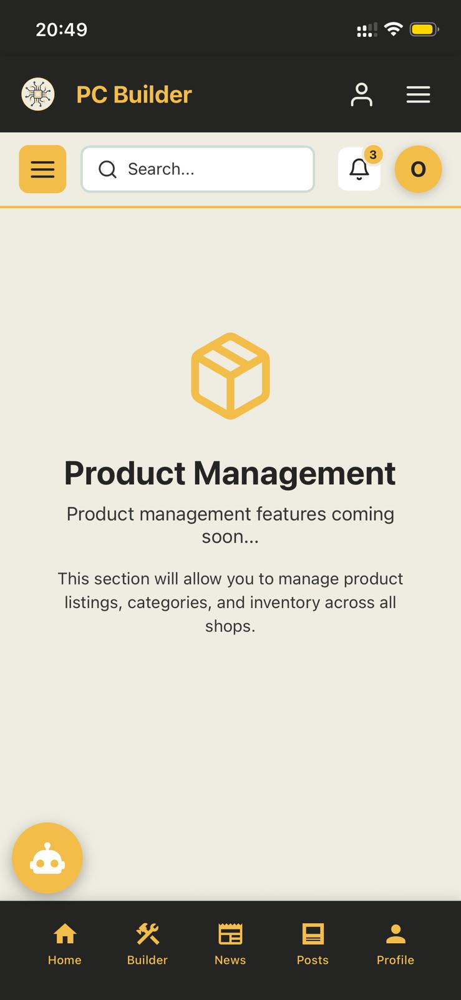 20:49
PC Builder
Search...
3
O
Product Management
Product management features coming
soon...
This section will allow you to manage product
listings, categories, and inventory across all
shops.
Home
Builder
News
Posts
Profile